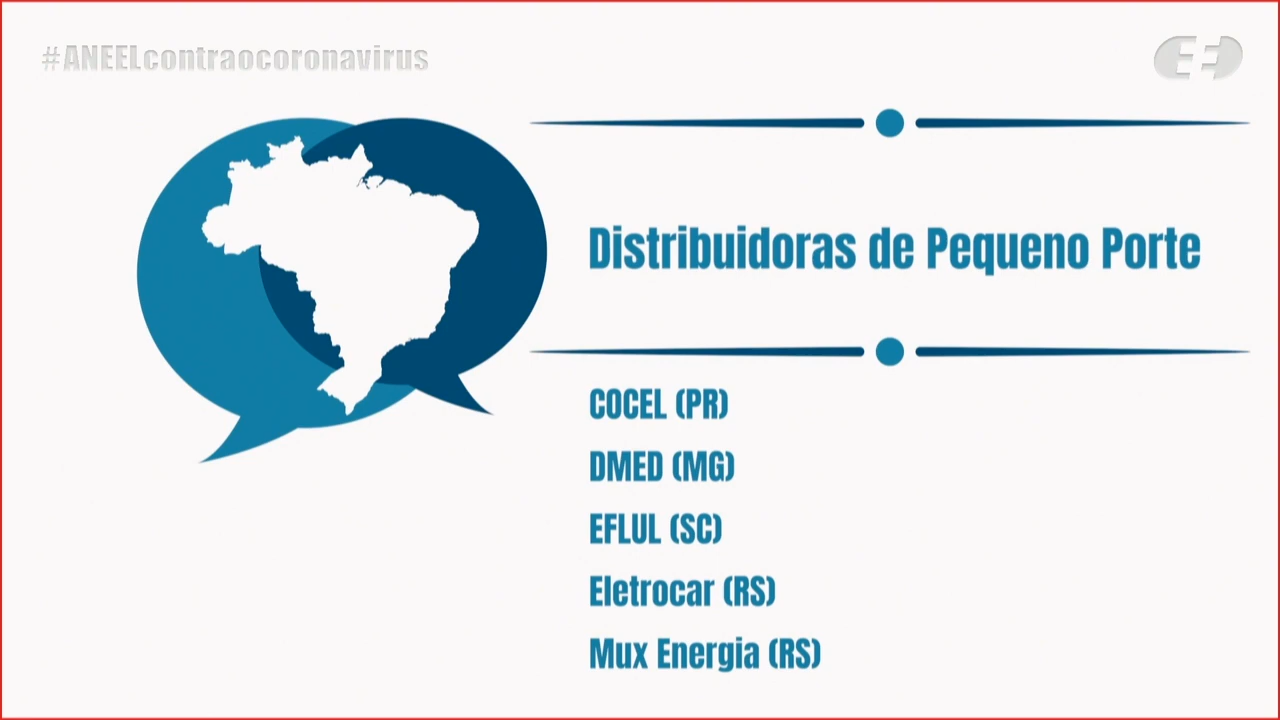 #ANEELcontraocoronavirus
Distribuidoras de Pequeno Porte
COCEL (PR)
DMED (MG)
EFLUL (SC)
Eletrocar (RS)
Mux Energia (RS)